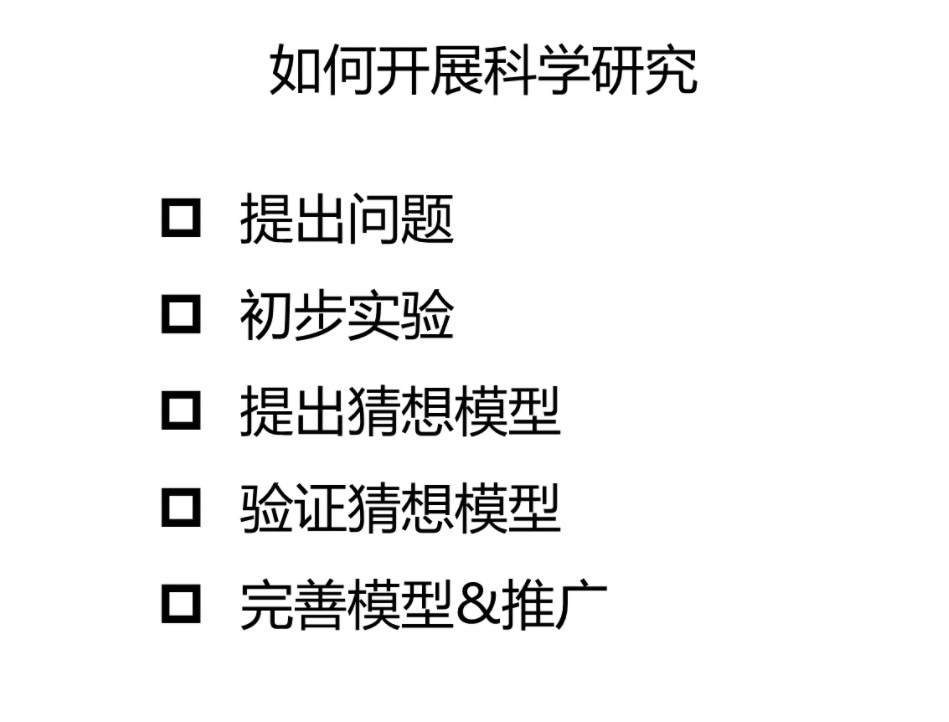 如何开展科学研究
提出问题
初步实验
提出猜想模型
验证猜想模型
完善模型&推广